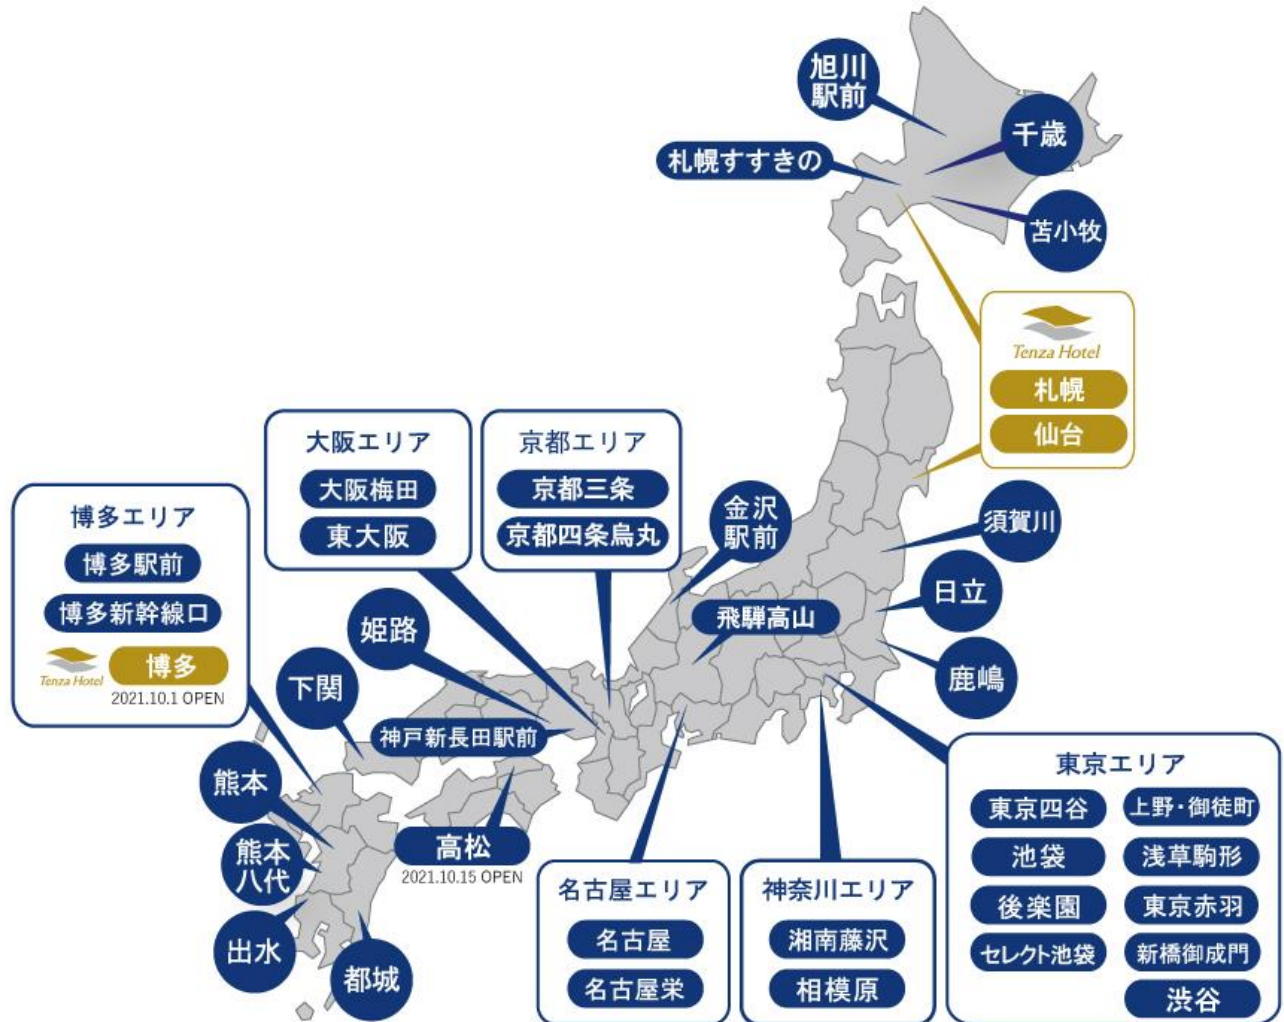 旭川
駅前
千歳
札幌すすきの
苫小牧
Tenza Hotel
札幌
仙台
大阪エリア
大阪梅田
東大阪
京都エリア
京都三条
京都四条烏丸
博多エリア
博多駅前
博多新幹線口
Tenza Hotel
博多
2021.10.1 OPEN
金沢
駅前
須賀川
日立
飛騨高山
鹿嶋
姫路
下関
神戸新長田駅前
熊本
熊本
八代
出水
都城
高松
2021.10.15 OPEN
名古屋エリア
名古屋
名古屋栄
神奈川エリア
湘南藤沢
相模原
東京エリア
東京四谷
上野・御徒町
池袋
浅草駒形
後楽園
東京赤羽
セレクト池袋
新橋御成門
渋谷